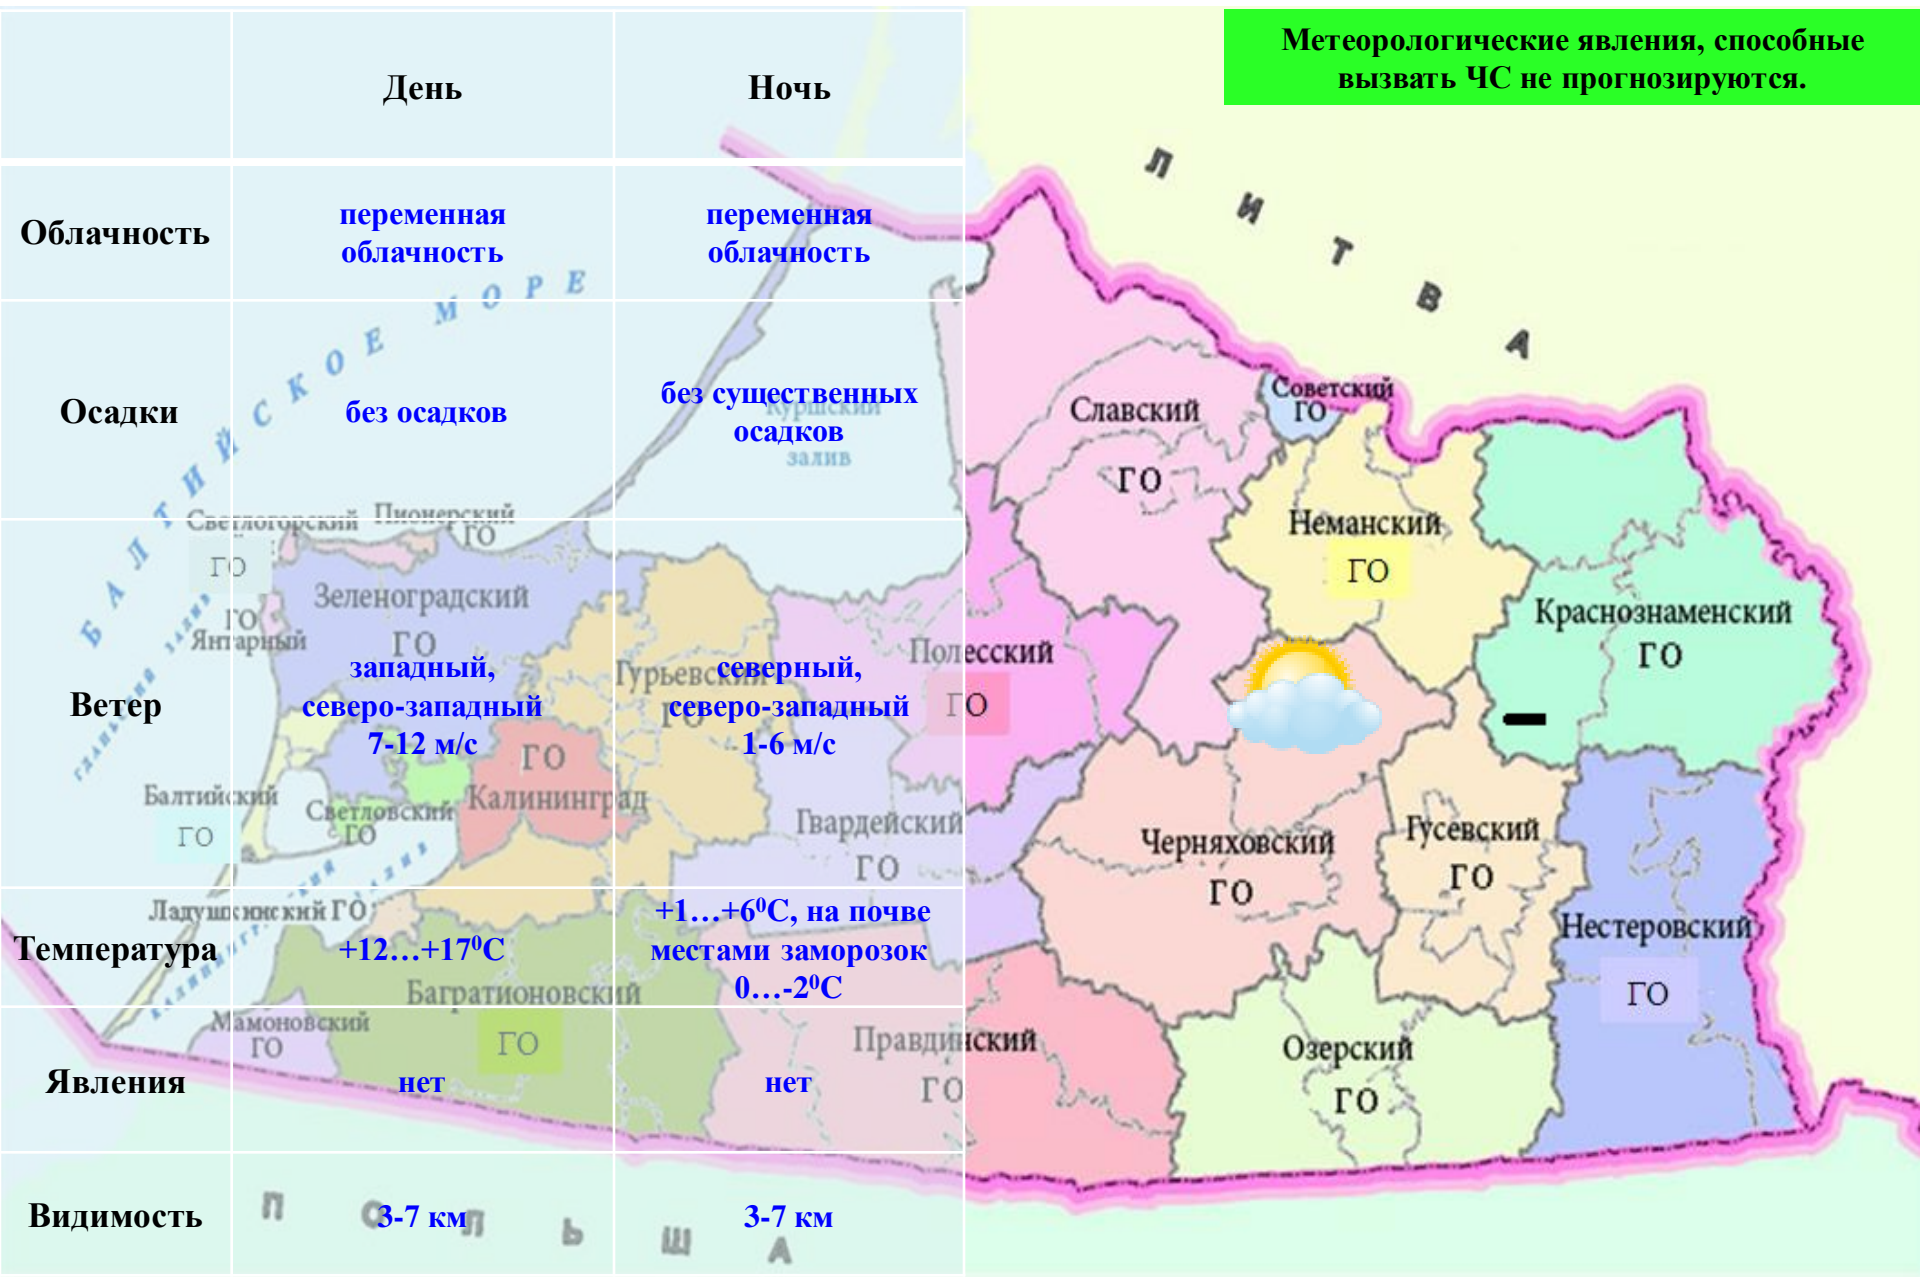 День
Ночь
Метеорологические явления, способные
вызвать ЧС не прогнозируются.
Облачность
переменная
облачность
переменная
облачность
Осадки
без осадков
без существенных
осадков
Ветер
западный,
северо-западный
7-12 м/с
северный,
северо-западный
1-6 м/с
Температура
+12…+17⁰С
+1…+6⁰С, на почве
местами заморозок
0…-2⁰С
Явления
нет
нет
Видимость
3-7 км
3-7 км
ЛИТВА
БАЛТИЙСКОЕ МОРЕ
Куршский
залив
Светлогорский
ГО
Пионерский
ГО
Зеленоградский
ГО
ГО
Янтарный
Гурьевский
ГО
Полесский
ГО
Славский
ГО
Советский
ГО
Неманский
ГО
Краснознаменский
ГО
Балтийский
ГО
Светловский
ГО
ГО
Калининград
Гвардейский
ГО
Черняховский
ГО
Гусевский
ГО
Нестеровский
ГО
Ладушкинский ГО
Багратионовский
ГО
Мамоновский
ГО
Правдинский
ГО
Озерский
ГО
ПОЛЬША